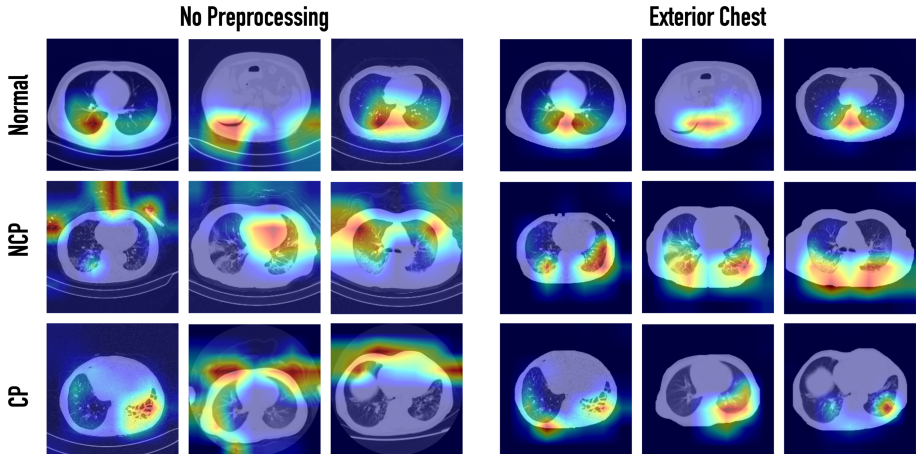 No Preprocessing
Exterior Chest
Normal
NCP
CP